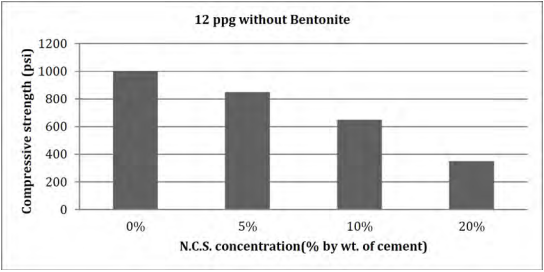 12 ppg without Bentonite
Compressive strength (psi)
1200
1000
800
600
400
200
0
0% 5% 10% 20%
N.C.S. concentration(% by wt. of cement)